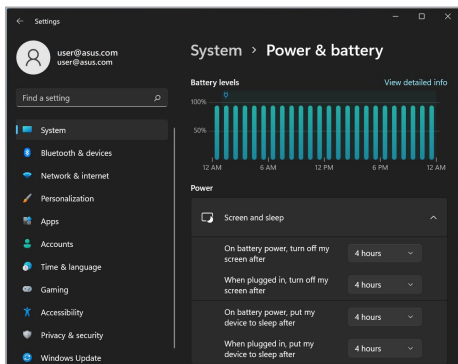 Settings
user@asus.com
user@asus.com
Find a setting
System
Bluetooth & devices
Network & internet
Personalization
Apps
Accounts
Time & language
Gaming
Accessibility
Privacy & security
Windows Update
System > Power & battery
Battery levels
View detailed info
100%
50%
12 AM 6 AM 12 PM 6 PM 12 AM
Power
Screen and sleep
On battery power, turn off my
screen after
4 hours
When plugged in, turn off my
screen after
4 hours
On battery power, put my
device to sleep after
4 hours
When plugged in, put my
device to sleep after
4 hours